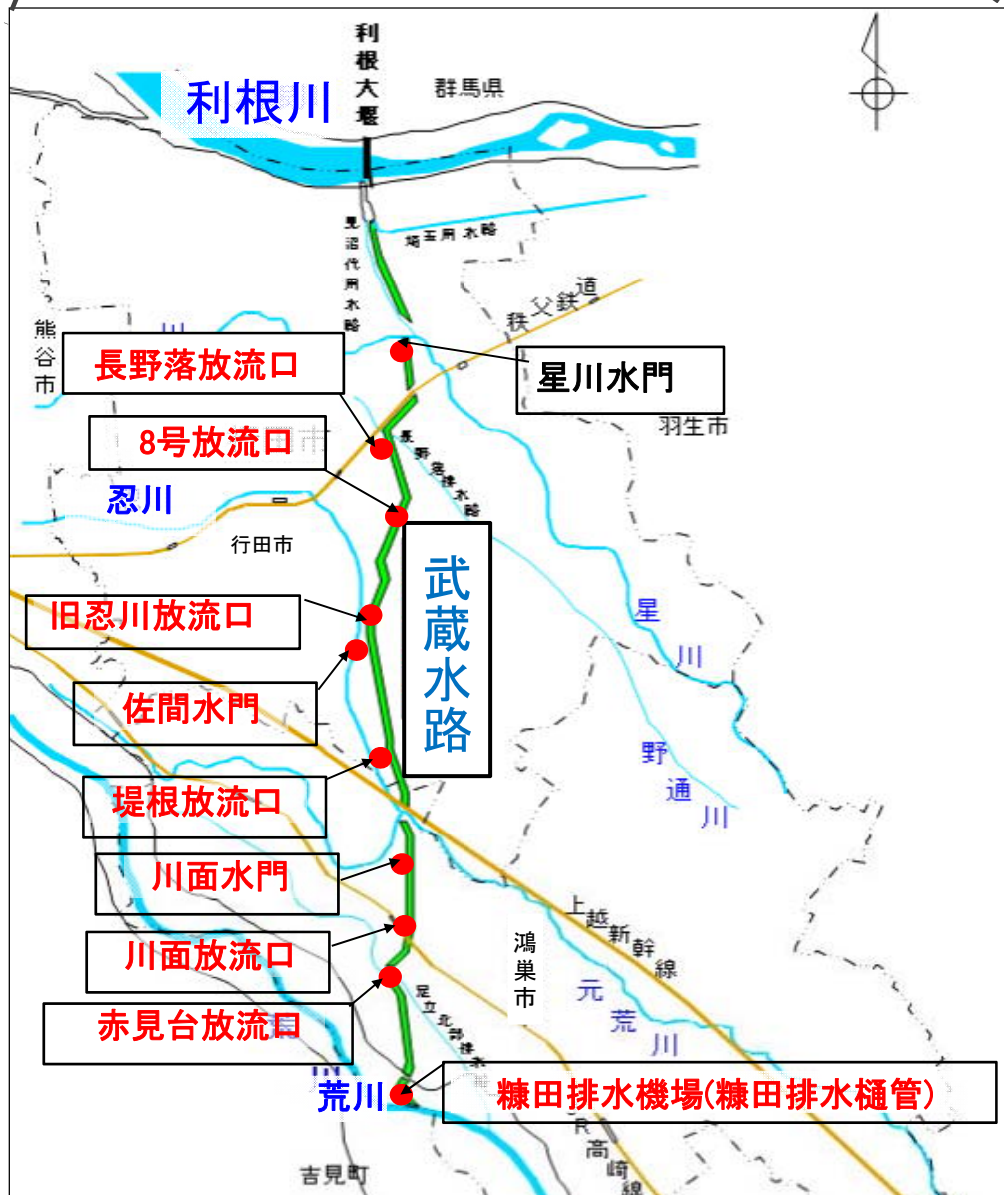 利根大堰
群馬県
利根川
見沼代用水路
埼玉用水路
秩父鉄道
熊谷市
川
長野落放流口
星川水門
羽生市
8号放流口
長野落排水路
忍川
行田市
武蔵水路
旧忍川放流口
星川
佐間水門
野通川
堤根放流口
川面水門
上越新幹線
鴻巣市
川面放流口
元荒川
足立北部排水
赤見台放流口
荒川
糠田排水機場(糠田排水樋管)
R高崎線
吉見町